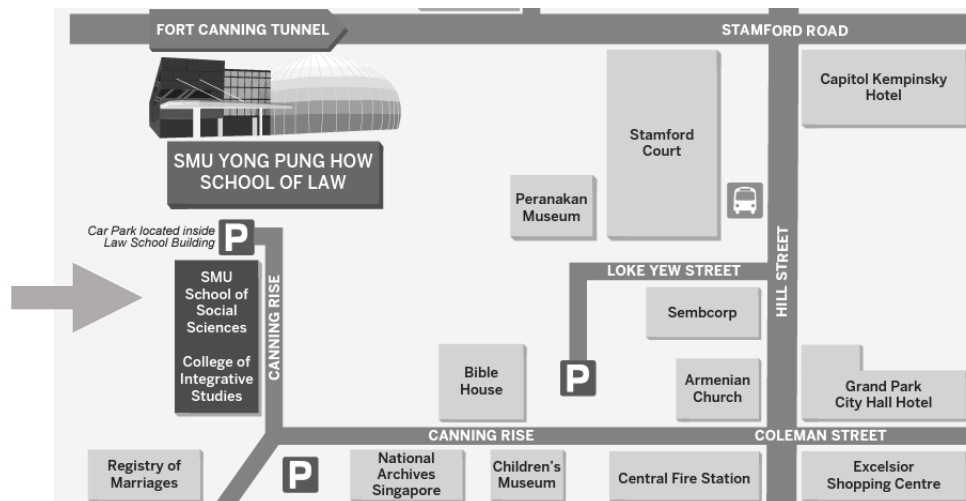 FORT CANNING TUNNEL
STAMFORD ROAD
Capitol Kempinsky
Hotel
Stamford
Court
SMU YONG PUNG HOW
SCHOOL OF LAW
Peranakan
Museum
Car Park located inside
Law School Building
P
HILL STREET
LOKE YEW STREET
SMU
School of
Social
Sciences
College of
Integrative
Studies
CANNING RISE
Sembcorp
Bible
House
P
Armenian
Church
Grand Park
City Hall Hotel
CANNING RISE
COLEMAN STREET
Registry of
Marriages
P
National
Archives
Singapore
Children's
Museum
Central Fire Station
Excelsior
Shopping Centre